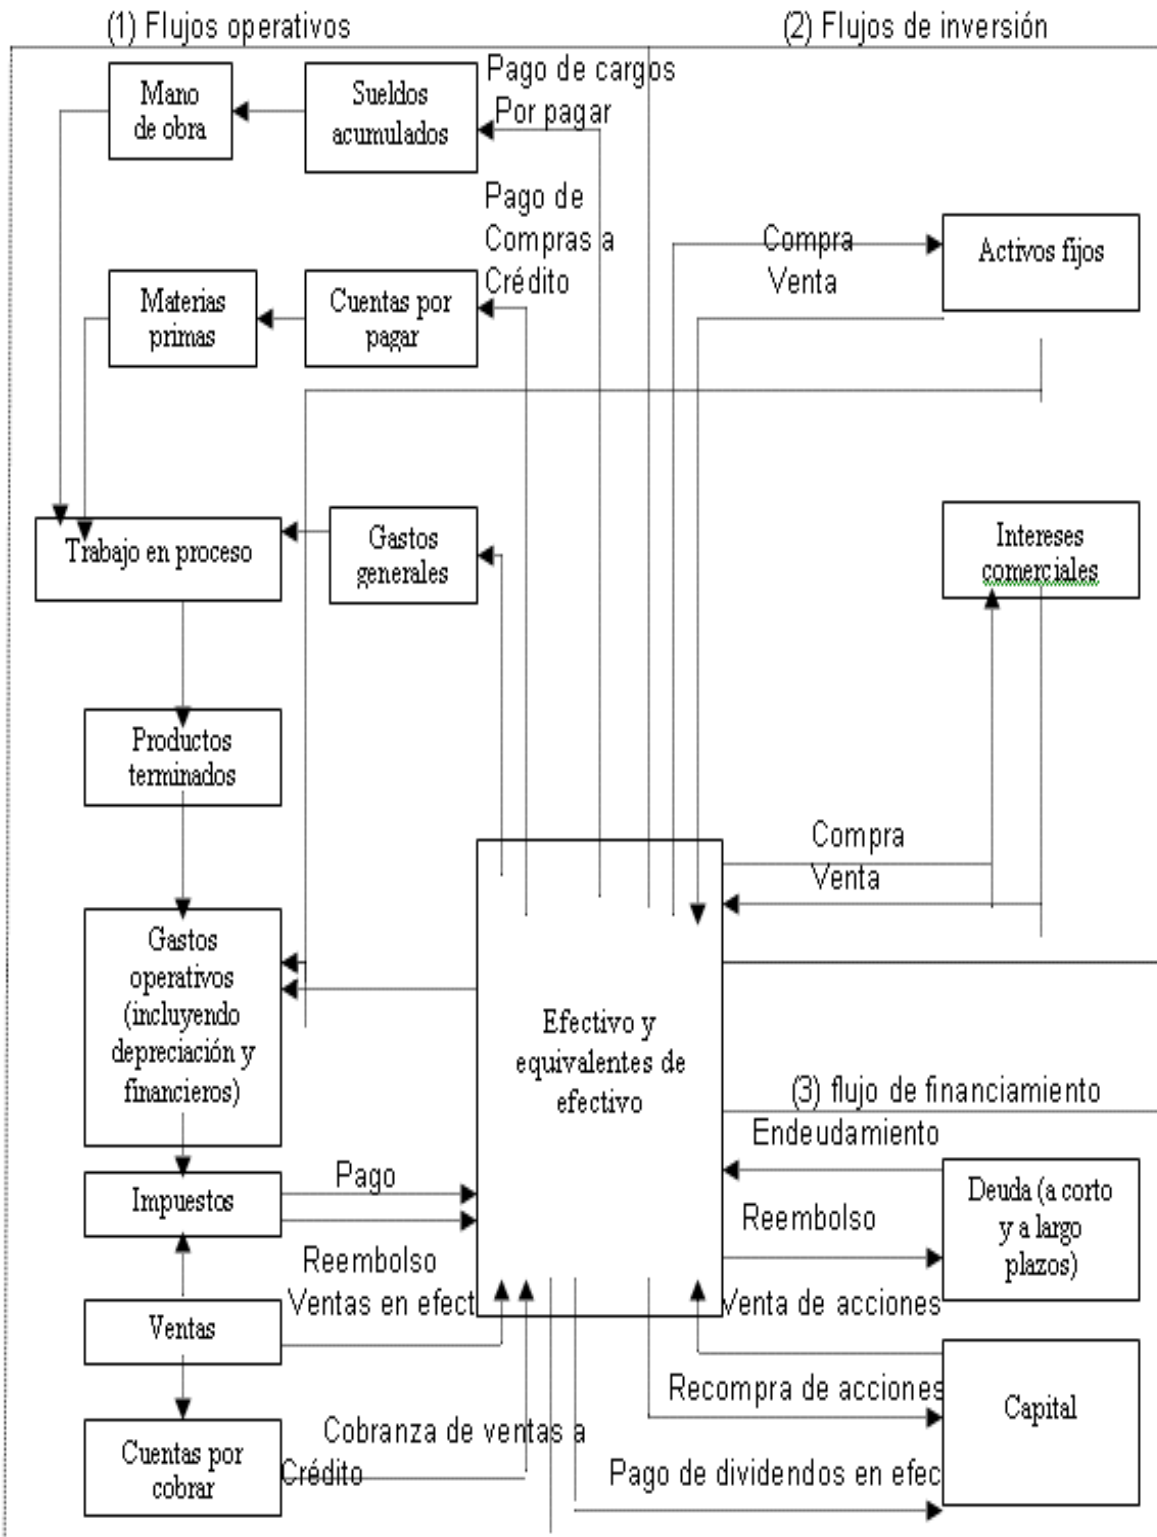 (1) Flujos operativos
(2) Flujos de inversión
Mano
de obra
Sueldos
acumulados
Pago de cargos
Por pagar
Pago de
Compras a
Crédito
Compra
Venta
Activos fijos
Materias
primas
Cuentas por
pagar
Trabajo en proceso
Gastos
generales
Intereses
comerciales
Productos
terminados
Compra
Venta
Gastos
operativos
(incluyendo
depreciación y
financieros)
Efectivo y
equivalentes de
efectivo
(3) flujo de financiamiento
Endeudamiento
Impuestos
Pago
Reembolso
Deuda (a corto
y a largo
plazos)
Reembolso
Ventas en efect
Venta de acciones
Ventas
Recompra de acciones
Capital
Cuentas por
cobrar
Cobranza de ventas a
Crédito
Pago de dividendos en efec